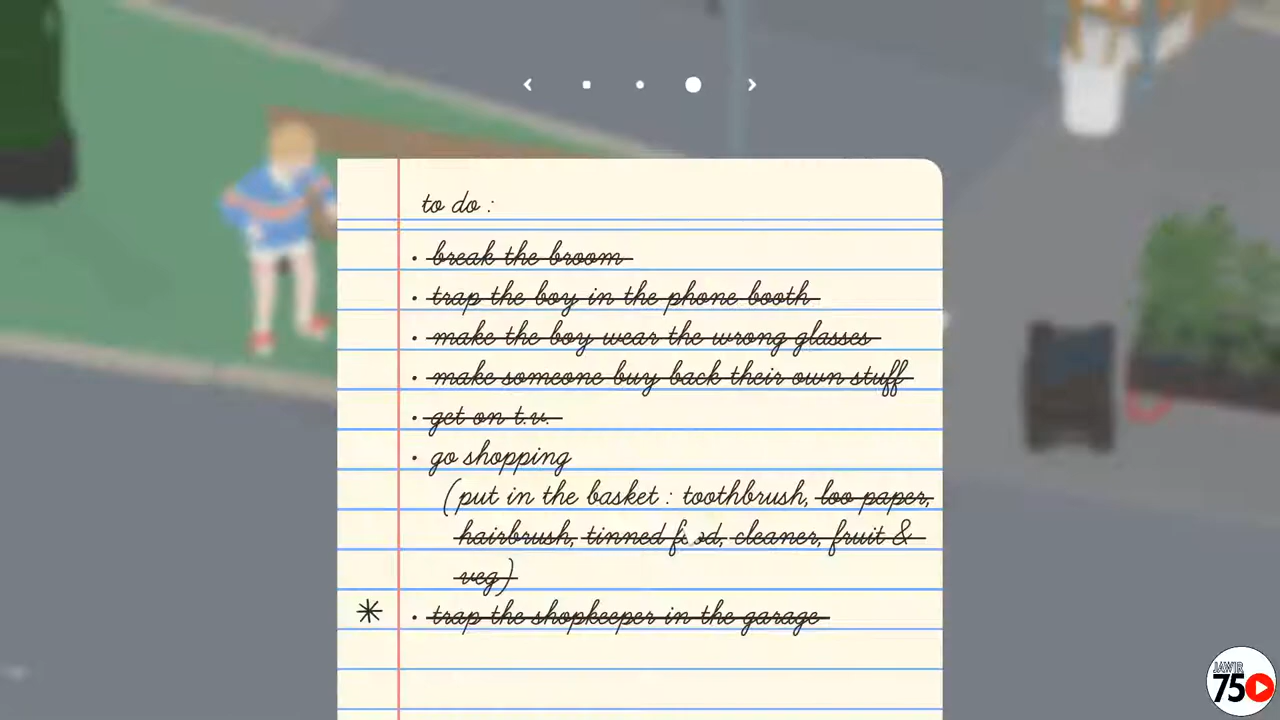 to do :
• break the broom
• trap the boy in the phone booth
• make the boy wear the wrong glasses
• make someone buy back their own stuff
• get on t.v.
• go shopping
(put in the basket : toothbrush, loo paper,
hairbrush, tinned food, cleaner, fruit &
veg)
• trap the shopkeeper in the garage
JAWIR
75